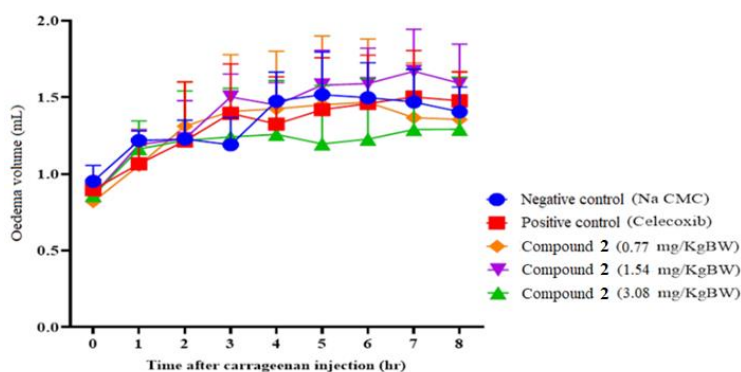 2.0
1.5
1.0
0.5
0.0
Oedema volume (mL)
0 1 2 3 4 5 6 7 8
Time after carrageenan injection (hr)
Negative control (Na CMC)
Positive control (Celecoxib)
Compound 2 (0.77 mg/KgBW)
Compound 2 (1.54 mg/KgBW)
Compound 2 (3.08 mg/KgBW)